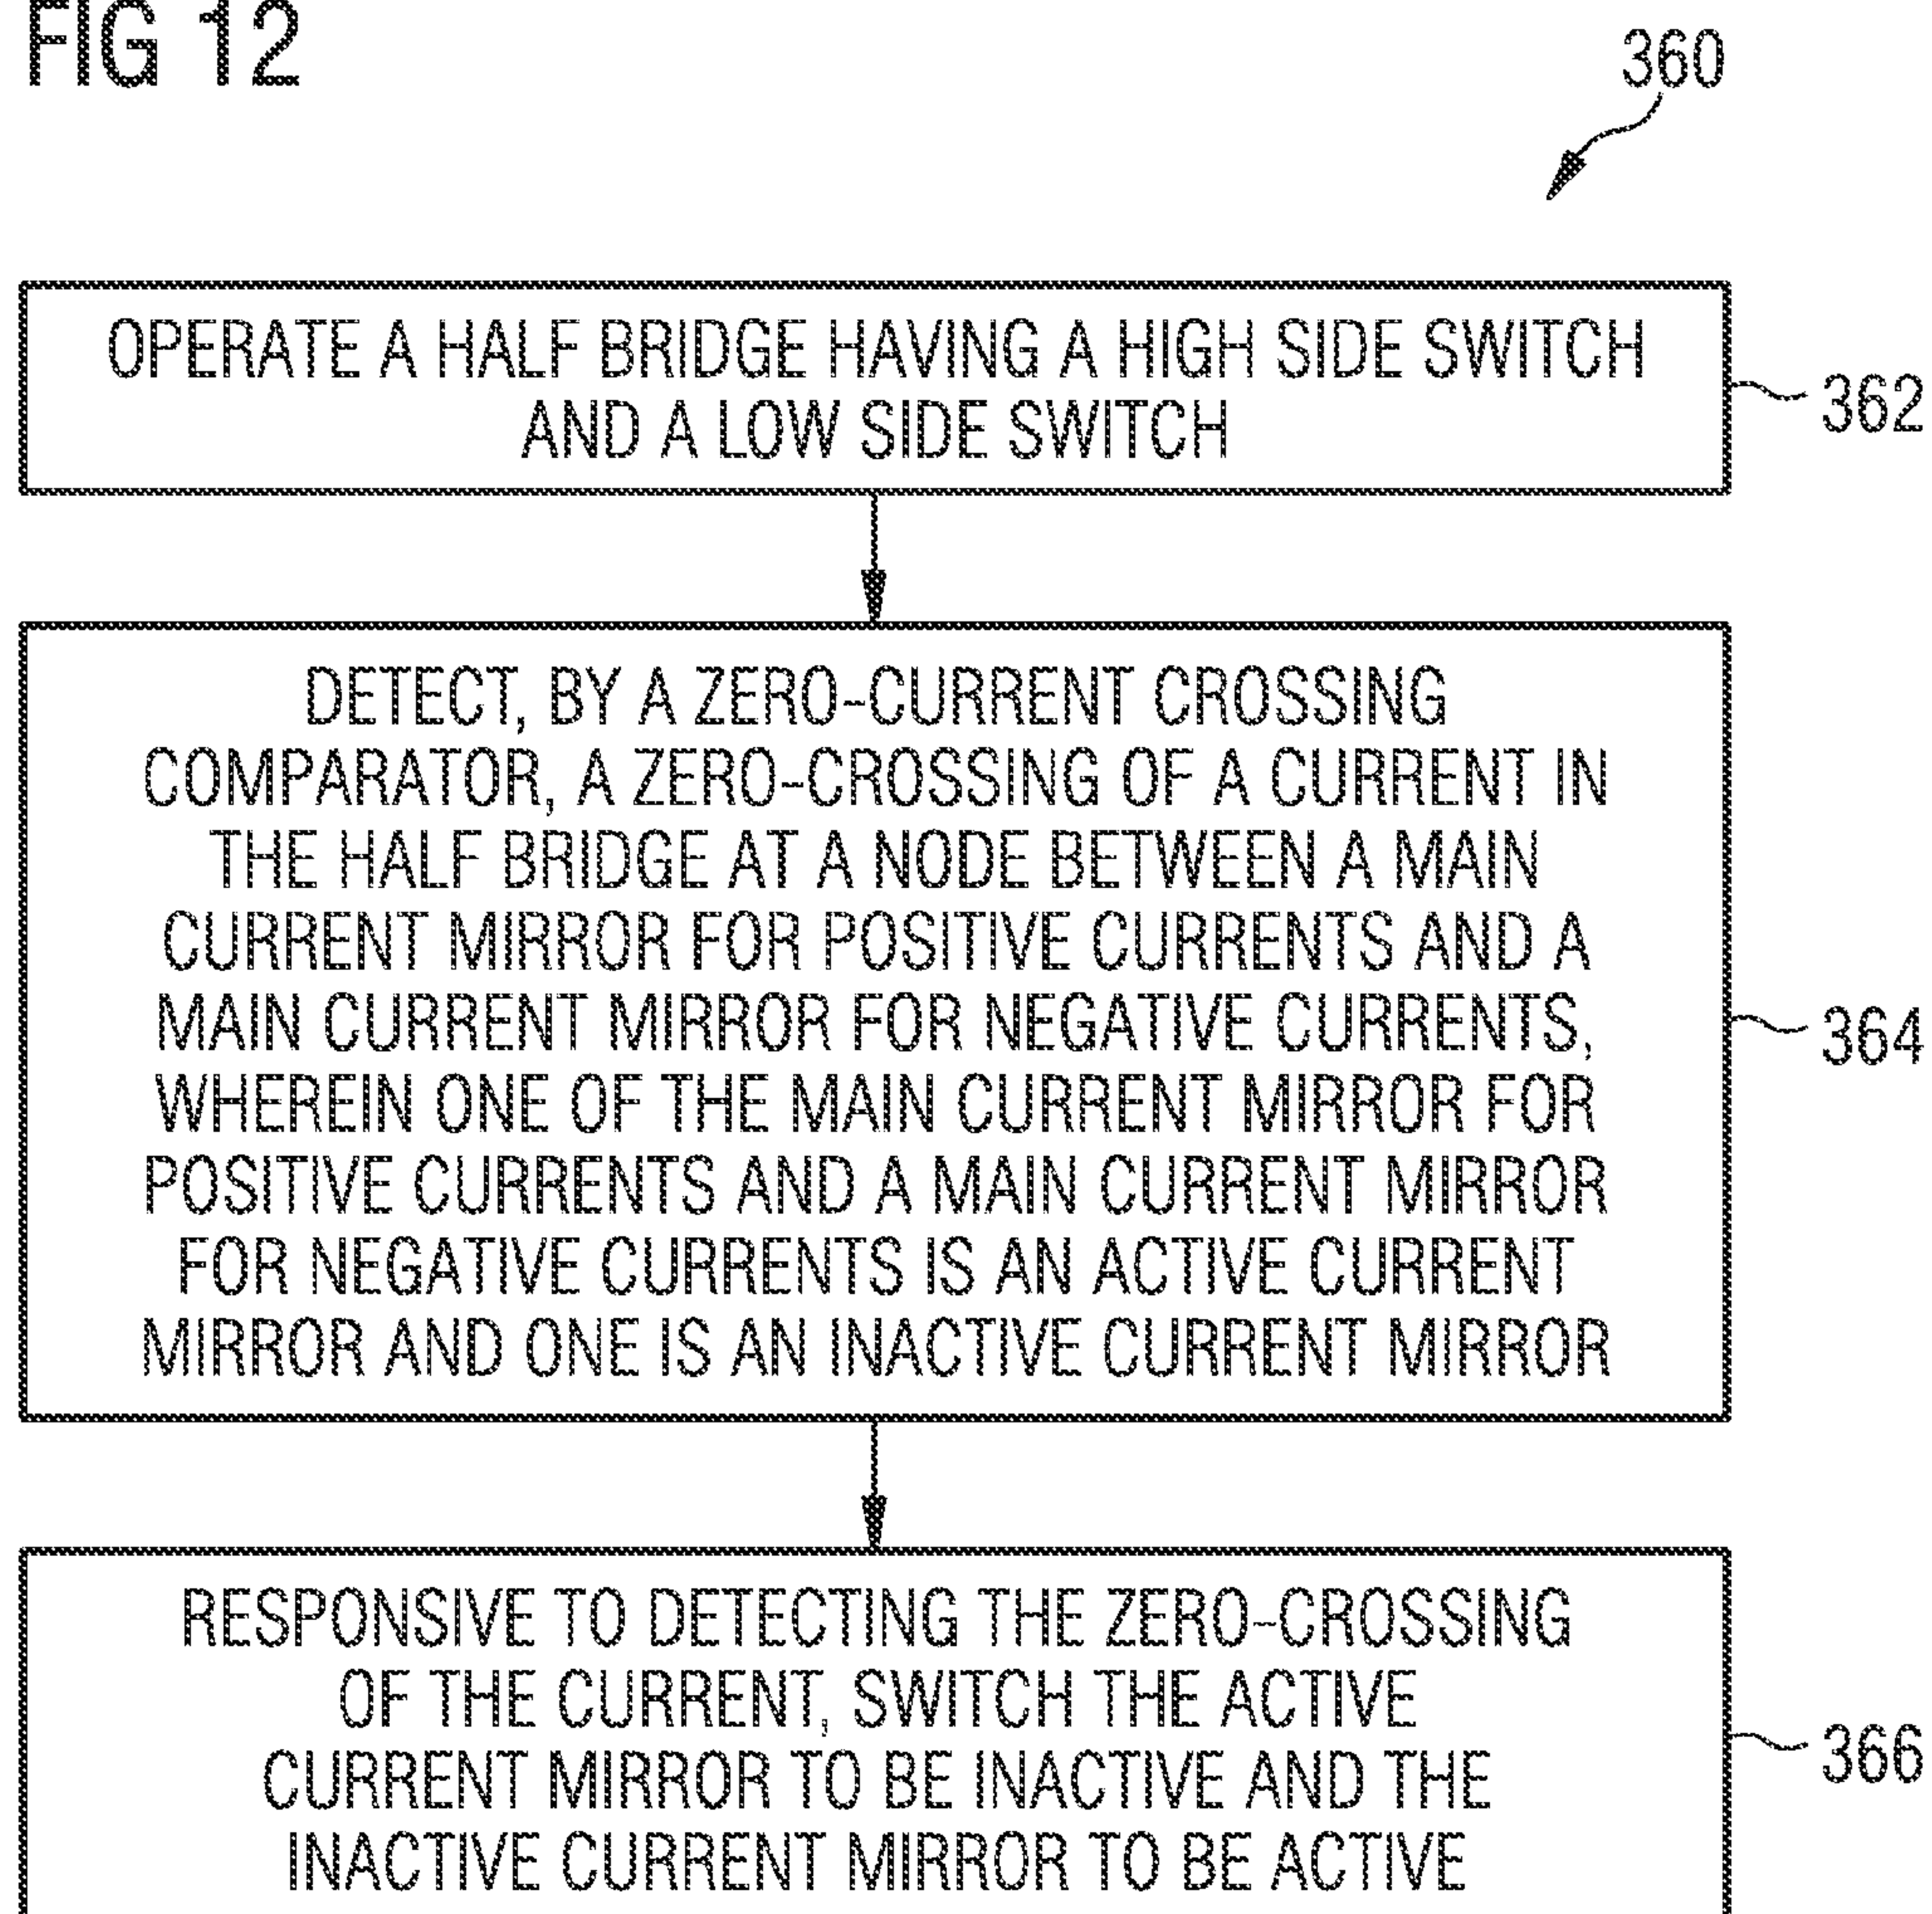 FIG 12
360
OPERATE A HALF BRIDGE HAVING A HIGH SIDE SWITCH
AND A LOW SIDE SWITCH
362
DETECT, BY A ZERO-CURRENT CROSSING
COMPARATOR, A ZERO-CROSSING OF A CURRENT IN
THE HALF BRIDGE AT A NODE BETWEEN A MAIN
CURRENT MIRROR FOR POSITIVE CURRENTS AND A
MAIN CURRENT MIRROR FOR NEGATIVE CURRENTS,
WHEREIN ONE OF THE MAIN CURRENT MIRROR FOR
POSITIVE CURRENTS AND A MAIN CURRENT MIRROR
FOR NEGATIVE CURRENTS IS AN ACTIVE CURRENT
MIRROR AND ONE IS AN INACTIVE CURRENT MIRROR
364
RESPONSIVE TO DETECTING THE ZERO-CROSSING
OF THE CURRENT, SWITCH THE ACTIVE
CURRENT MIRROR TO BE INACTIVE AND THE
INACTIVE CURRENT MIRROR TO BE ACTIVE
366